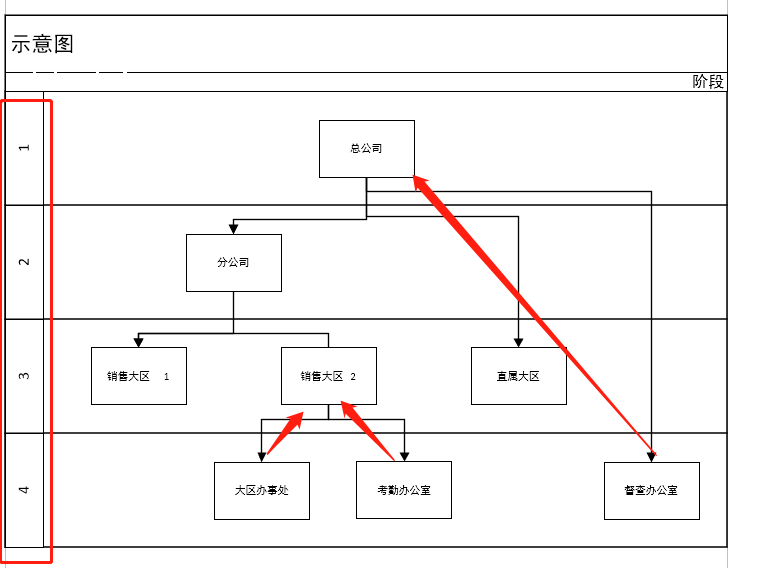 示意图
阶段
1
总公司
2
分公司
3
销售大区 1
销售大区 2
直属大区
4
大区办事处
考勤办公室
督查办公室